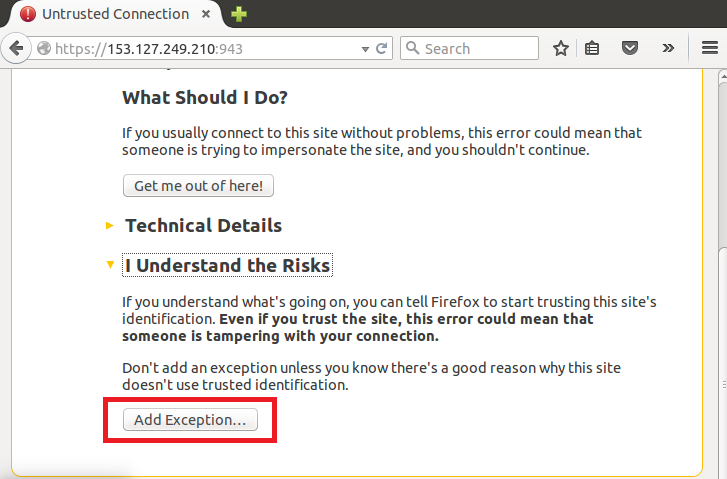 Untrusted Connection
https://153.127.249.210:943
Search
What Should I Do?
If you usually connect to this site without problems, this error could mean that
someone is trying to impersonate the site, and you shouldn't continue.
Get me out of here!
Technical Details
I Understand the Risks
If you understand what's going on, you can tell Firefox to start trusting this site's
identification. Even if you trust the site, this error could mean that
someone is tampering with your connection.
Don't add an exception unless you know there's a good reason why this site
doesn't use trusted identification.
Add Exception...